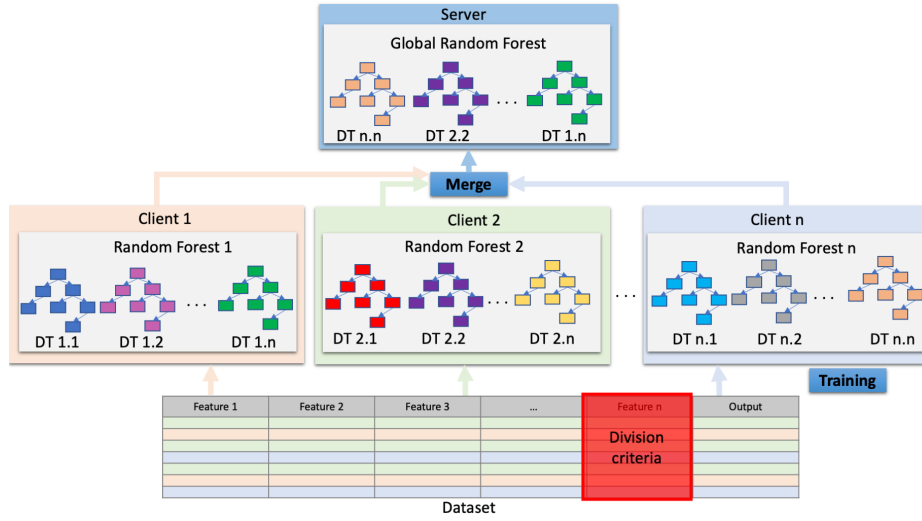 Server
Global Random Forest
DT n.n
DT 2.2
. . .
DT 1.n
Merge
Client 1
Random Forest 1
. . .
DT 1.1
DT 1.2
DT 1.n
Client 2
Random Forest 2
...
DT 2.1
DT 2.2
DT 2.n
...
Client n
Random Forest n
...
DT n.1
DT n.2
DT n.n
Training
Feature 1
Feature 2
Feature 3
...
Feature n
Output
Division
criteria
Dataset